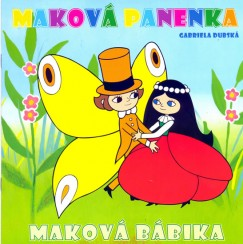 MAKOVÁ PANENKA
GABRIELA DUBSKÁ
MAKOVÁ BÁBIKA